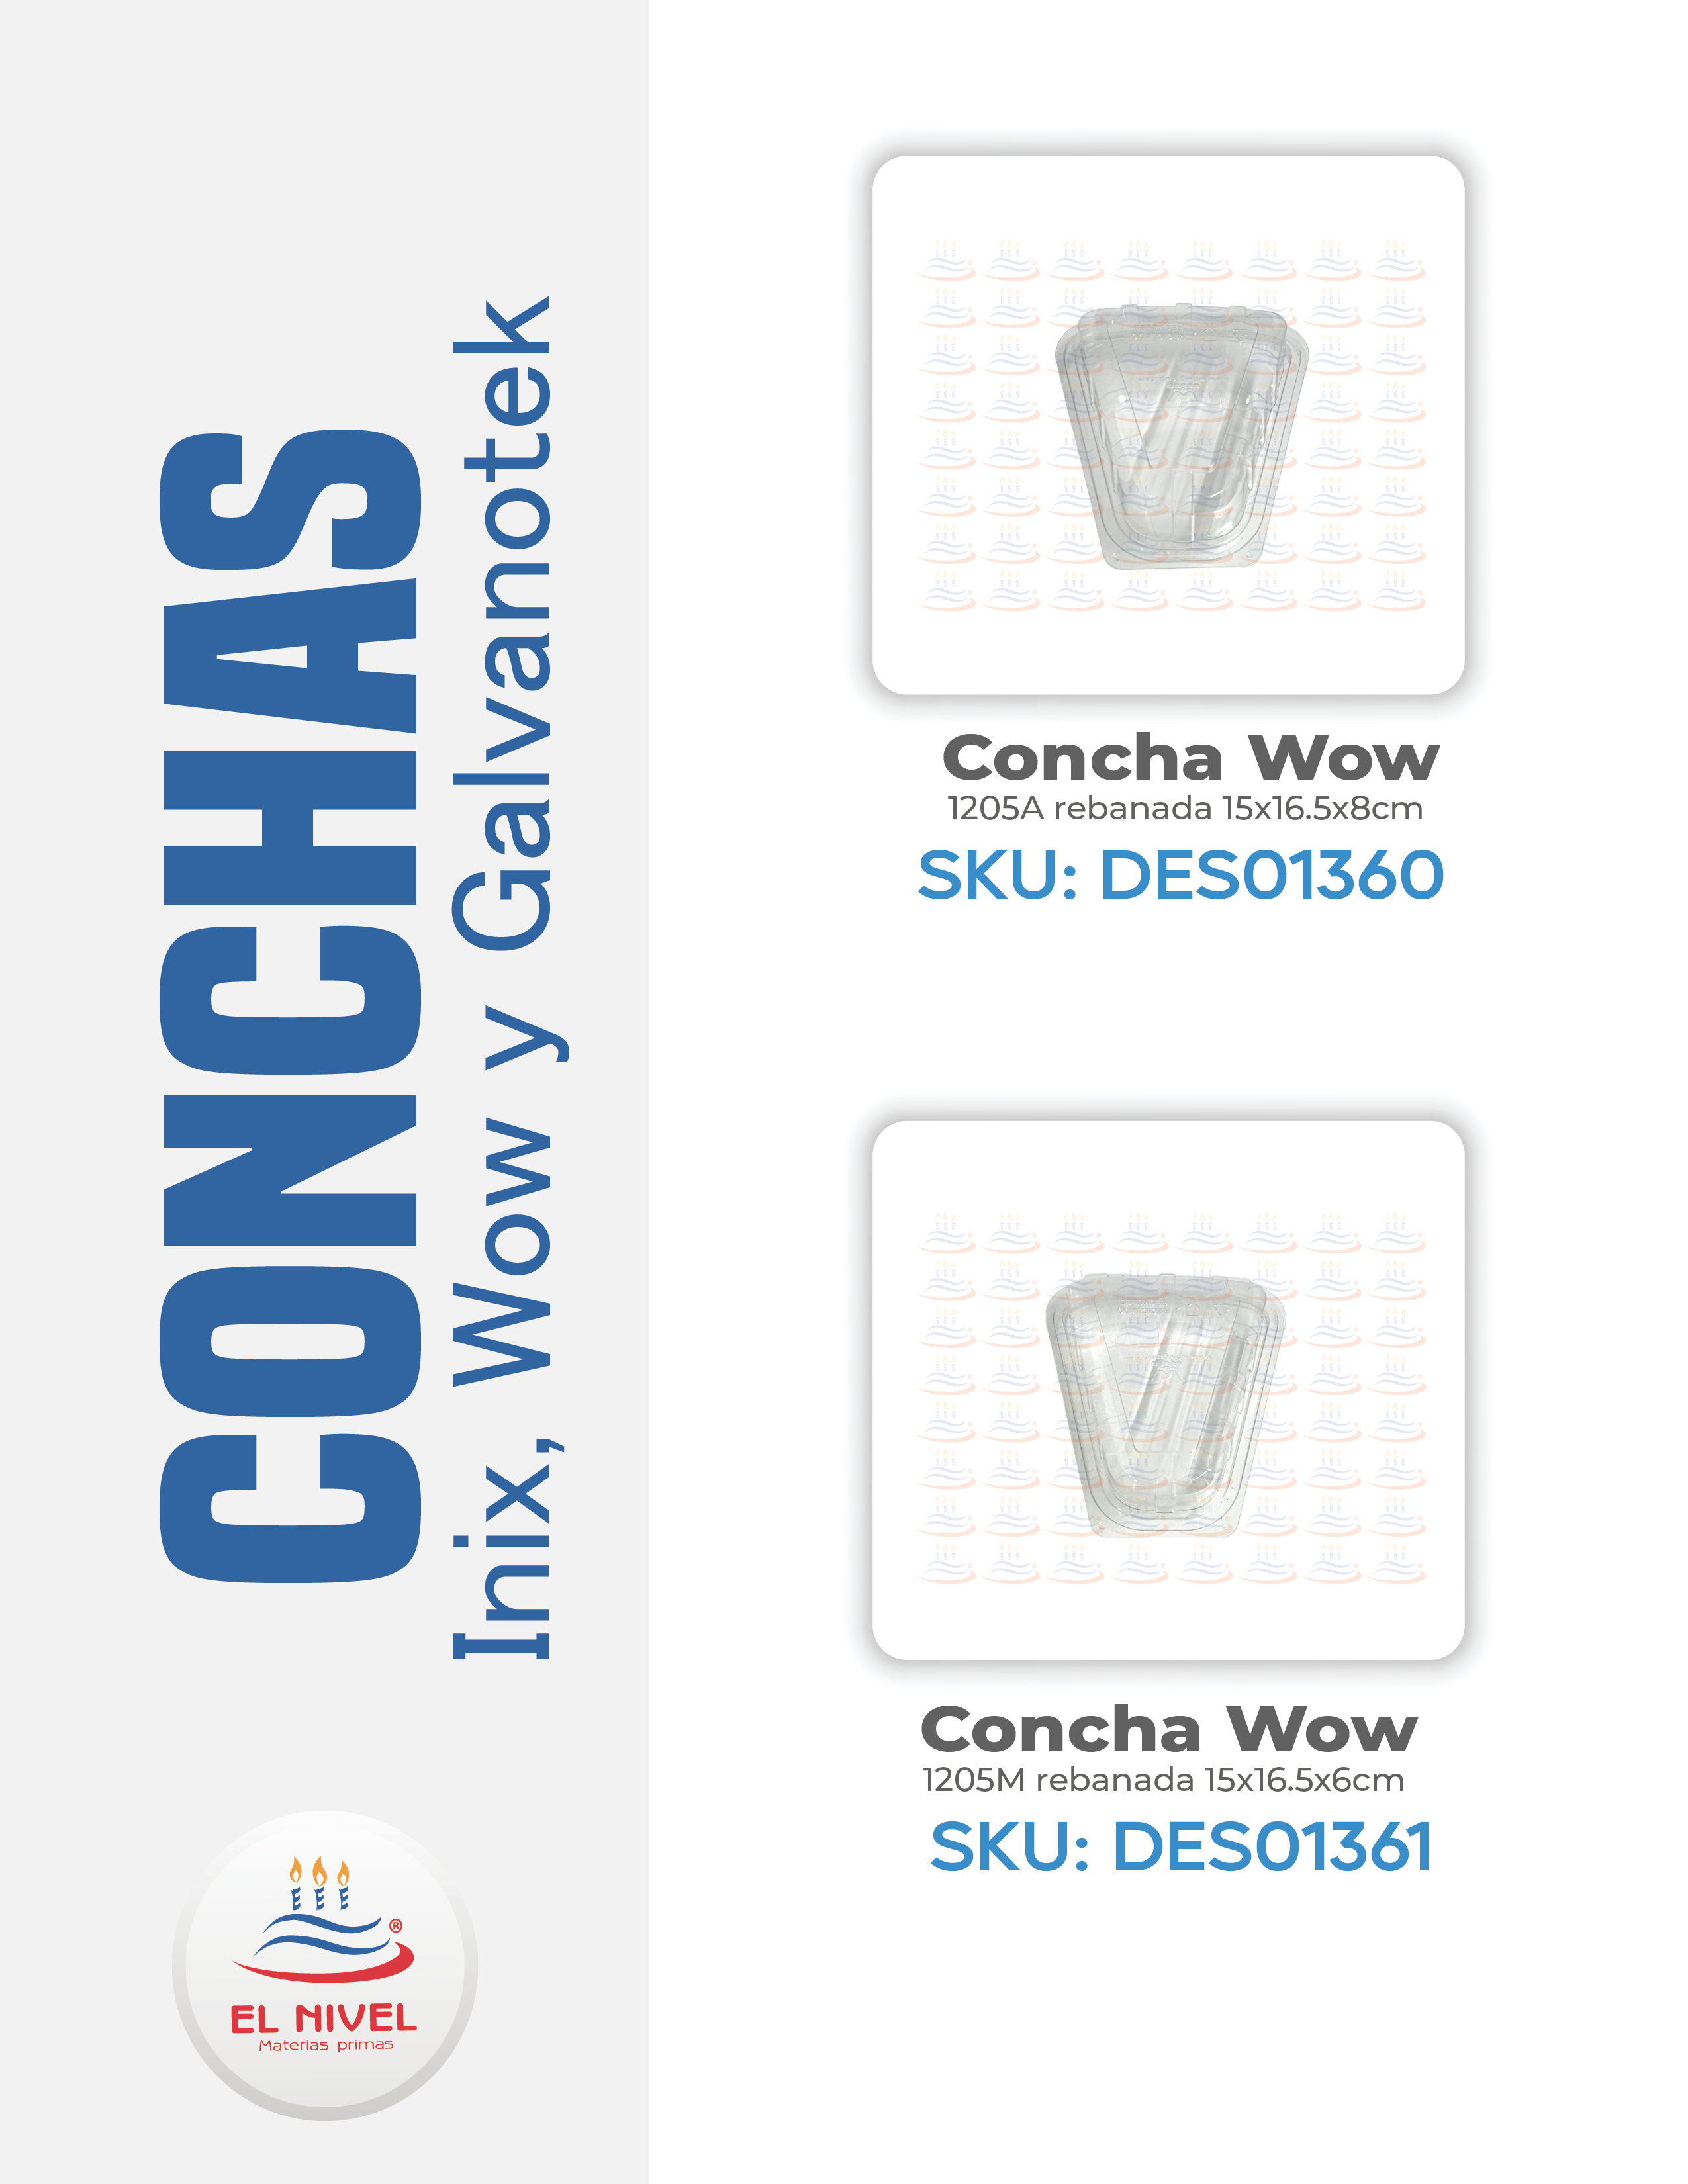 CONCHAS
Inix, Wow y Galvanotek
Concha Wow
1205A rebanada 15x16.5x8cm
SKU: DES01360
Concha Wow
1205M rebanada 15x16.5x6cm
SKU: DES01361
®
EL NIVEL
Materias primas